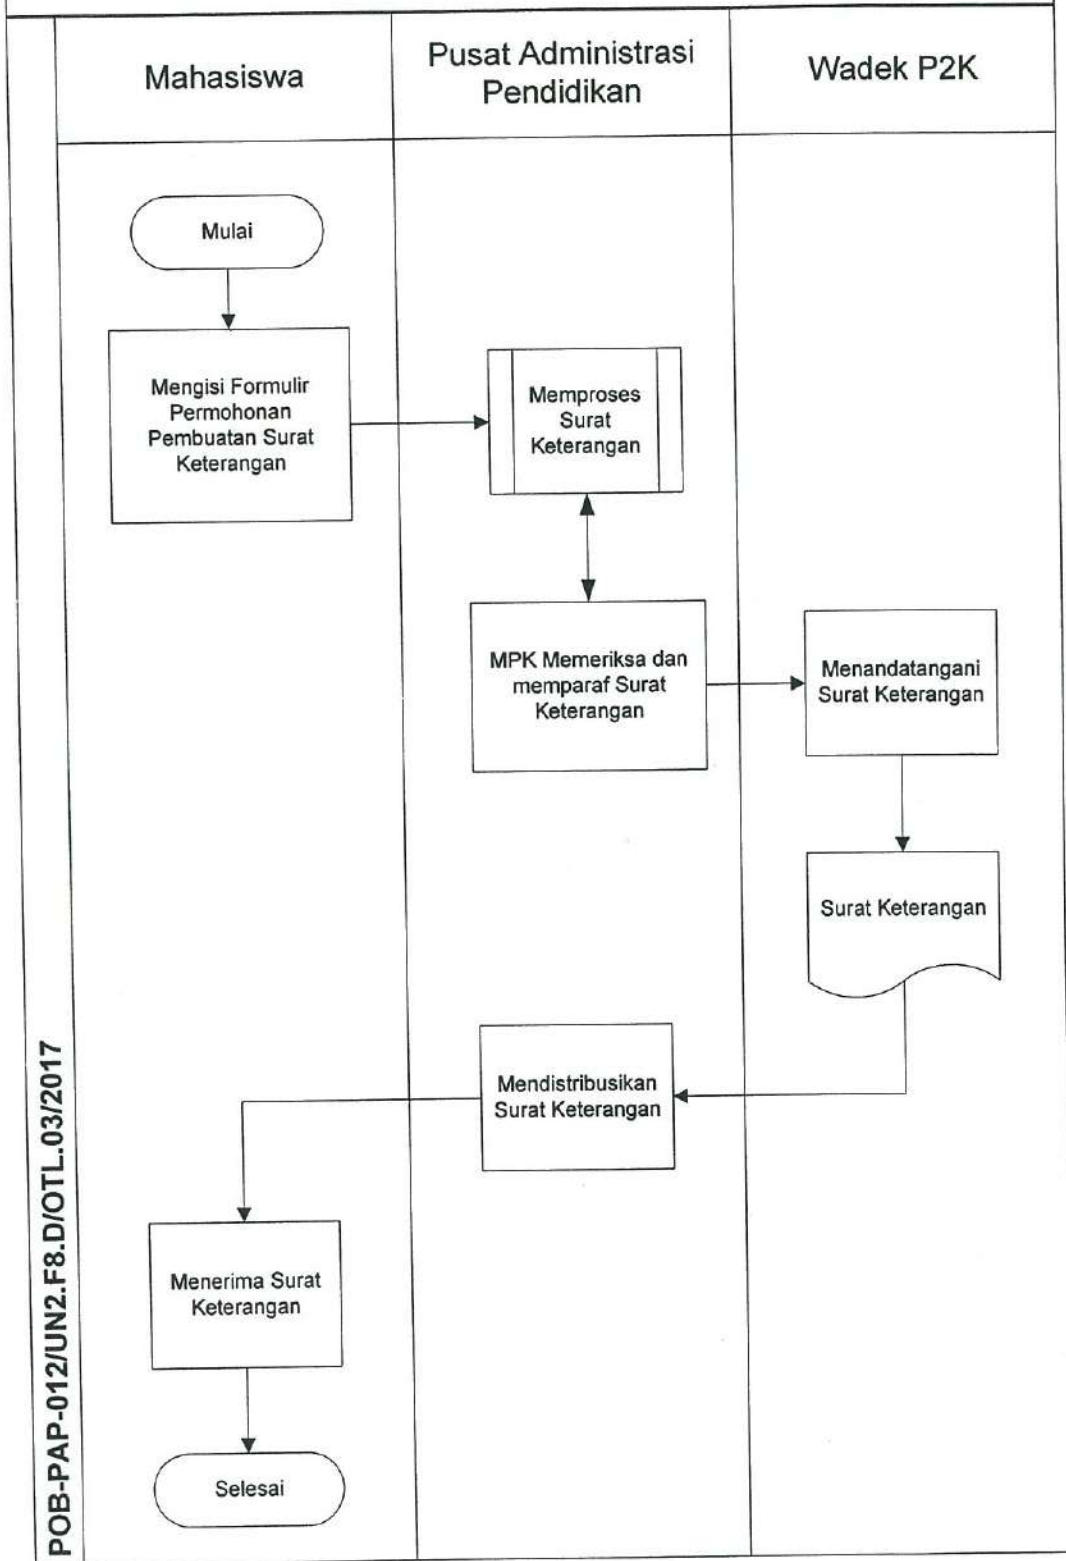 Mahasiswa
Pusat Administrasi
Pendidikan
Wadek P2K
Mulai
Mengisi Formulir
Permohonan
Pembuatan Surat
Keterangan
Memproses
Surat
Keterangan
MPK Memeriksa dan
memparaf Surat
Keterangan
Menandatangani
Surat Keterangan
Surat Keterangan
Mendistribusikan
Surat Keterangan
Menerima Surat
Keterangan
Selesai
POB-PAP-012/UN2.F8.D/OTL.03/2017